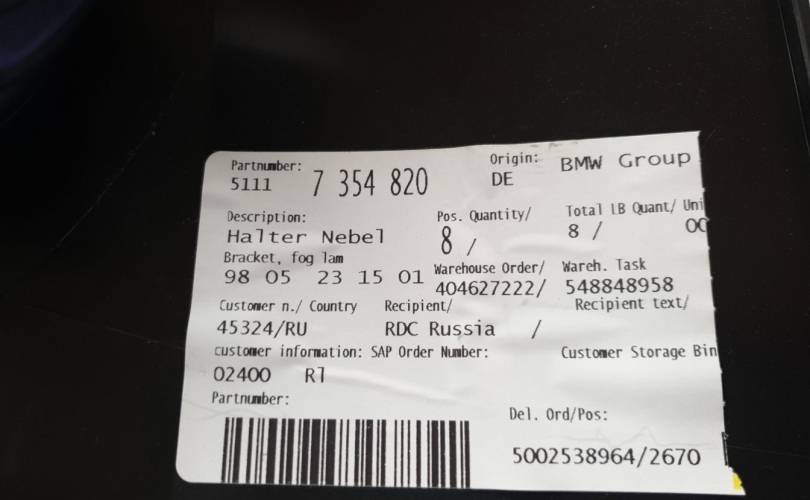 Partnumber: Origin: BMW Group
5111 7 354 820 DE
Description: Pos. Quantity/ Total LB Quant/ Uni
Halter Nebel 8 / 8 /
Bracket, fog lam
98 05 23 15 01 Warehouse Order/ Wareh. Task
404627222/ 548848958
Customer n./ Country Recipient/ Recipient text/
45324/RU RDC Russia /
customer information: SAP Order Number: Customer Storage Bin
02400 R1
Partnumber:
Del. Ord/Pos:
5002538964/2670